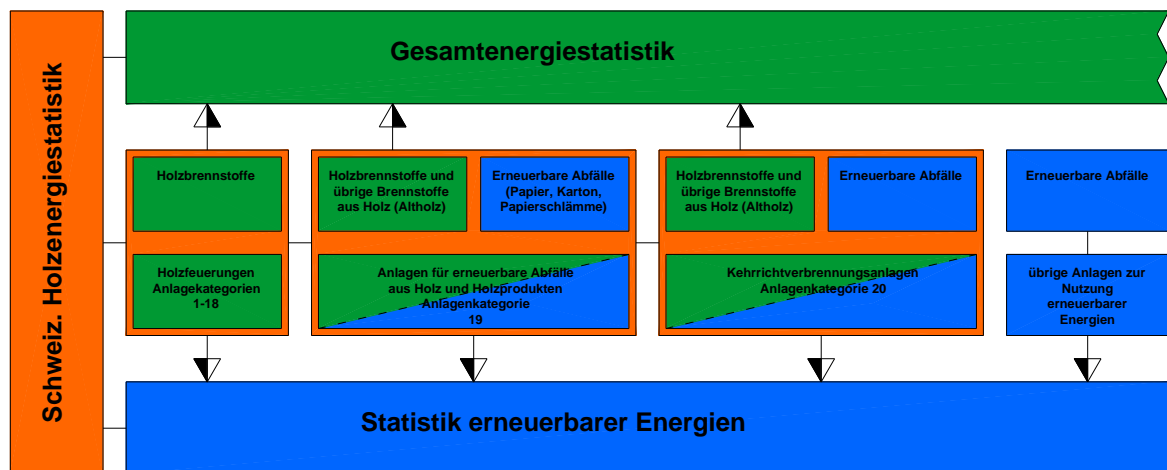 Schweiz. Holzenergiestatistik
Gesamtenergiestatistik
Holzbrennstoffe
Holzbrennstoffe und
übrige Brennstoffe
aus Holz (Altholz)
Erneuerbare Abfälle
(Papier, Karton,
Papierschlämme)
Holzbrennstoffe und
übrige Brennstoffe
aus Holz (Altholz)
Erneuerbare Abfälle
Erneuerbare Abfälle
Holzfeuerungen
Anlagekategorien
1-18
Anlagen für erneuerbare Abfälle
aus Holz und Holzprodukten
Anlagenkategorie
19
Kehrrichtverbrennungsanlagen
Anlagenkategorie 20
übrige Anlagen zur
Nutzung
erneuerbarer
Energien
Statistik erneuerbarer Energien